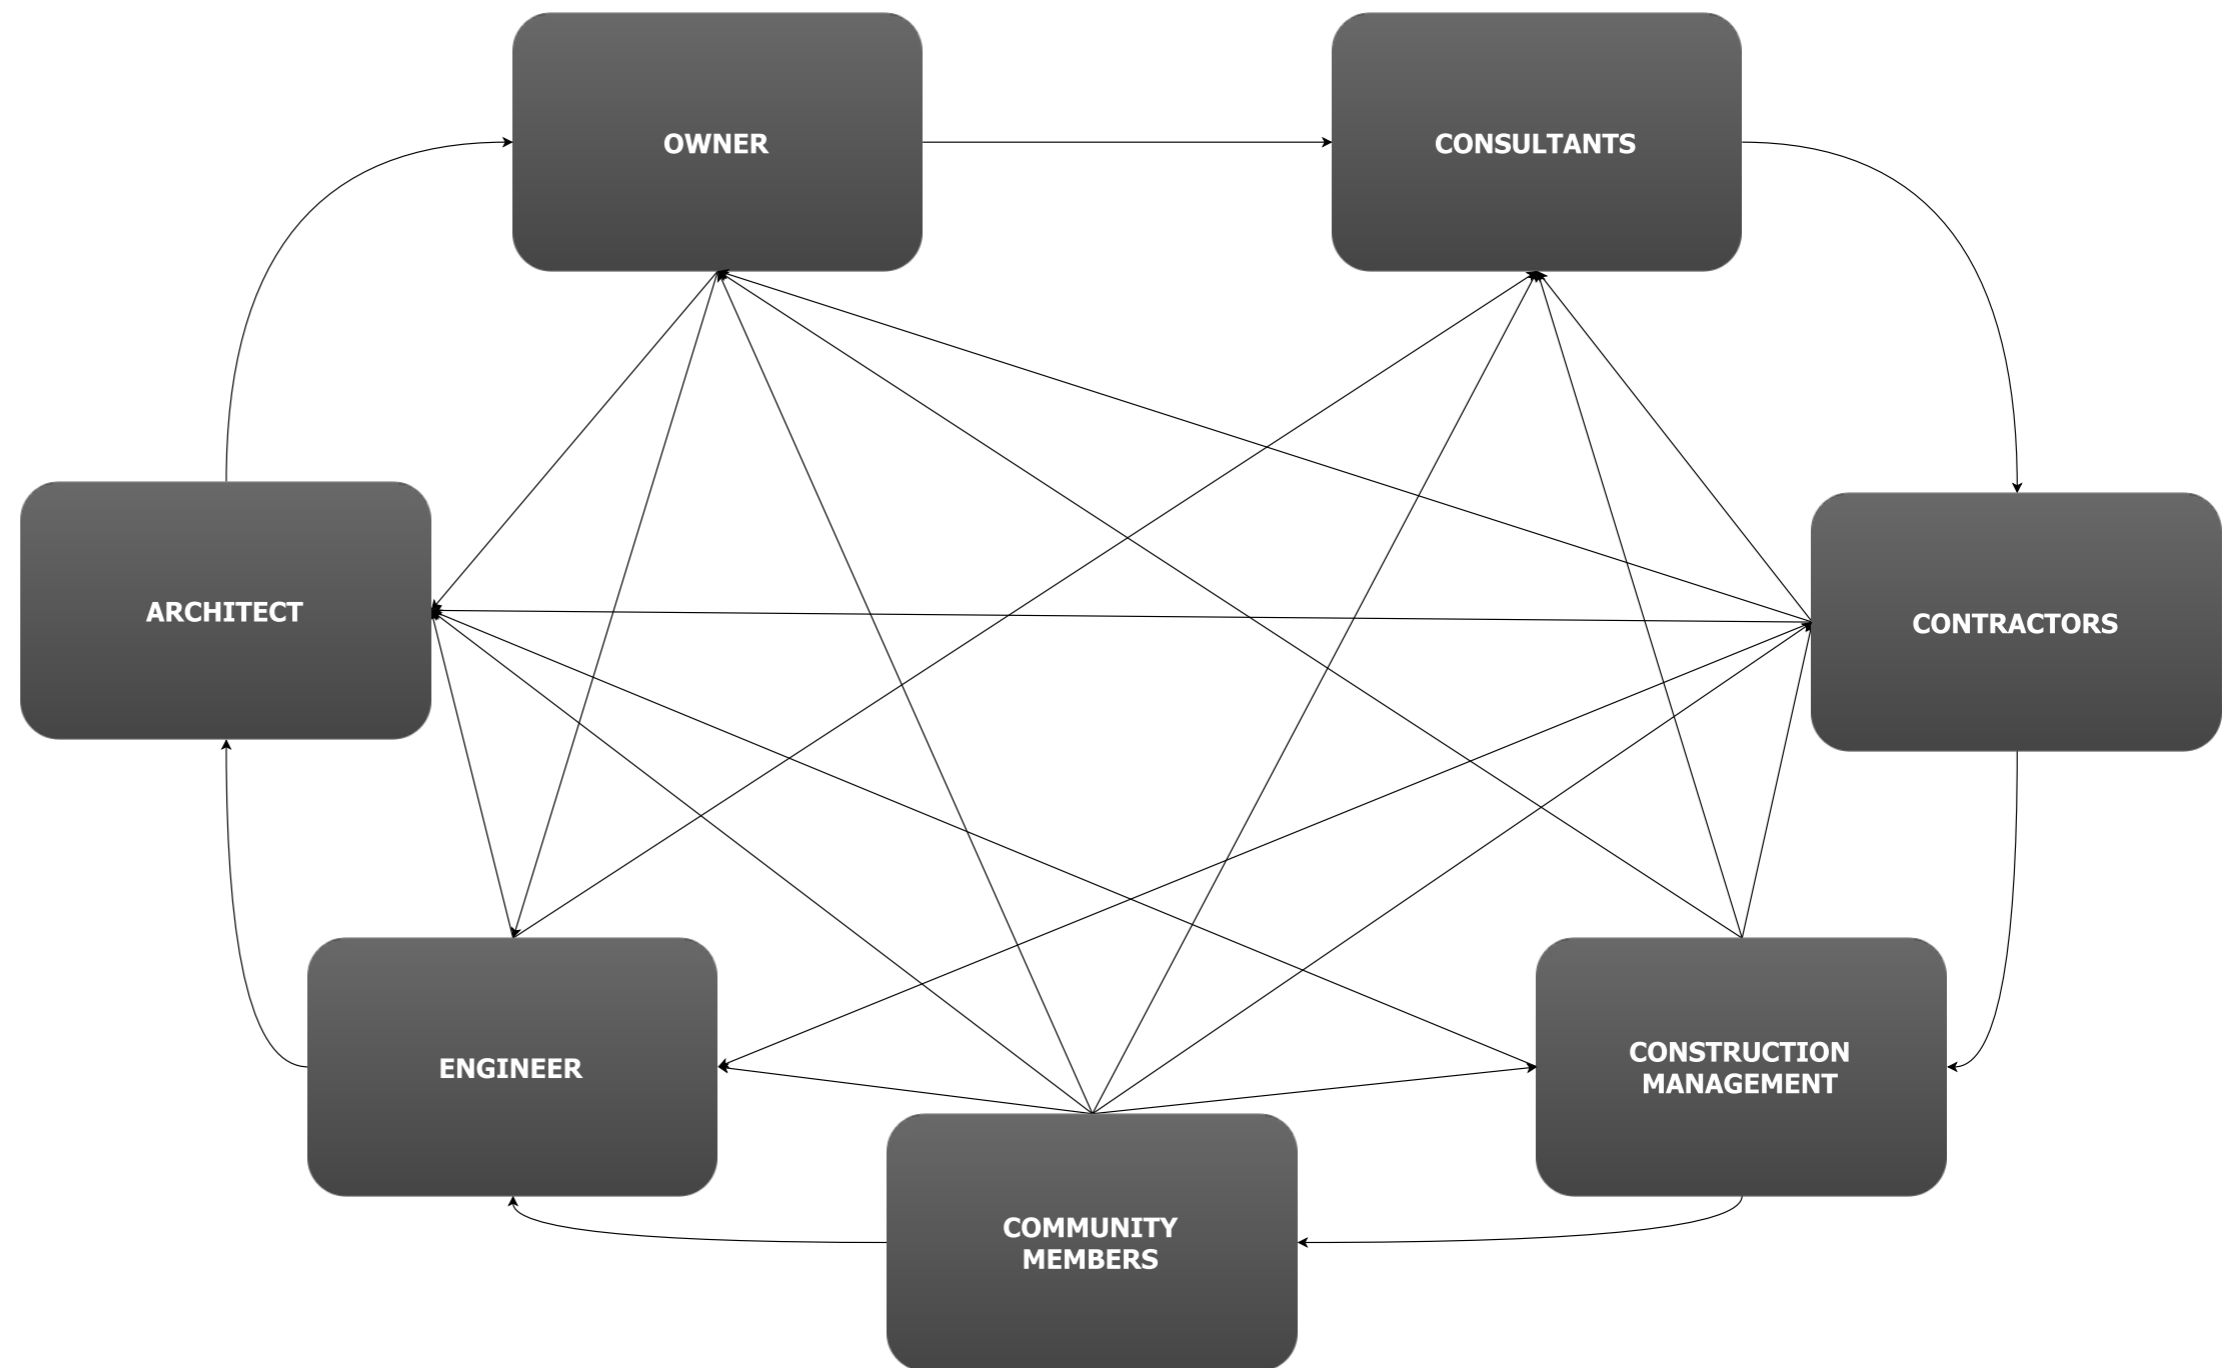 OWNER
CONSULTANTS
ARCHITECT
CONTRACTORS
ENGINEER
CONSTRUCTION
MANAGEMENT
COMMUNITY
MEMBERS